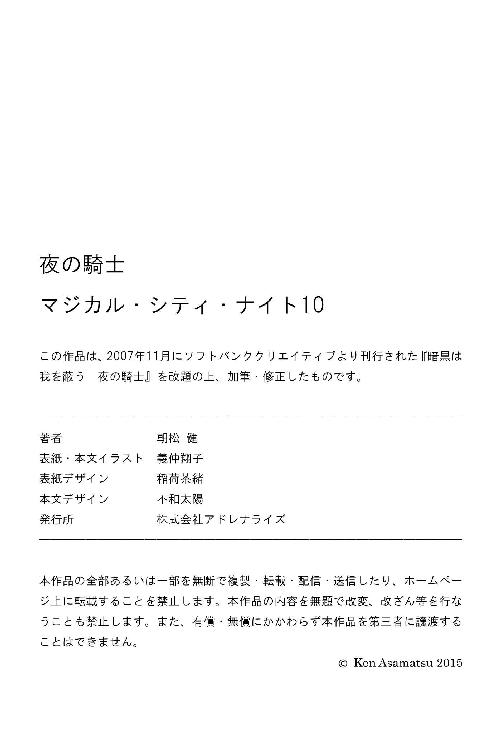 夜の騎士
マジカル・シティ・ナイト10
この作品は、2007年11月にソフトバンククリエイティブより刊行された『暗黒は
我を蔽う　夜の騎士』を改題の上、加筆・修正したものです。
著者　朝松 健
表紙・本文イラスト　義仲翔子
表紙デザイン　稲荷茶緒
本文デザイン　不和太陽
発行所　株式会社アドレナライズ
本作品の全部あるいは一部を無断で複製・転載・配信・送信したり、ホームペー
ジ上に転載することを禁止します。本作品の内容を無題で改変、改ざん等を行な
うことも禁止します。また、有償・無償にかかわらず本作品を第三者に譲渡する
ことはできません。
© Ken Asamatsu 2015